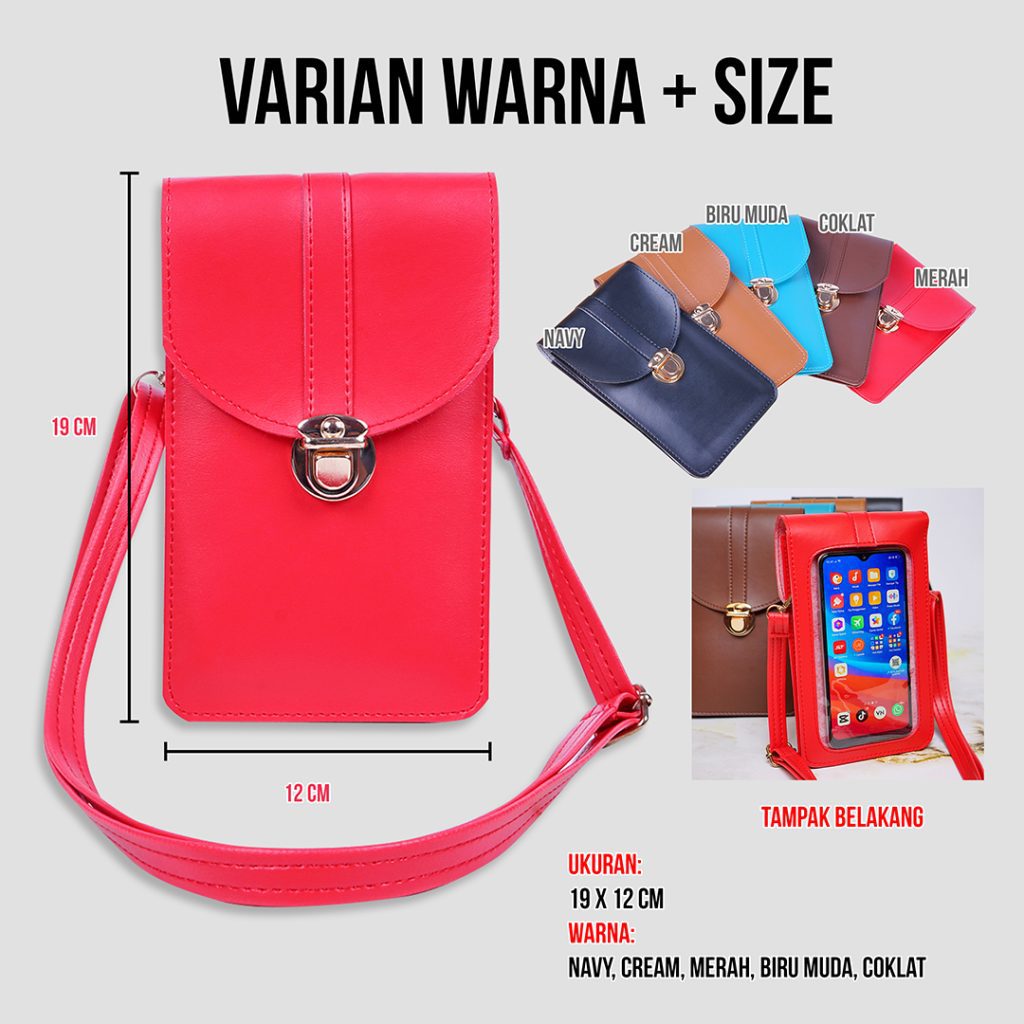 VARIAN WARNA + SIZE
BIRU MUDA
COKLAT
CREAM
MERAH
NAVY
19 CM
12 CM
TAMPAK BELAKANG
UKURAN:
19 X 12 CM
WARNA:
NAVY, CREAM, MERAH, BIRU MUDA, COKLAT